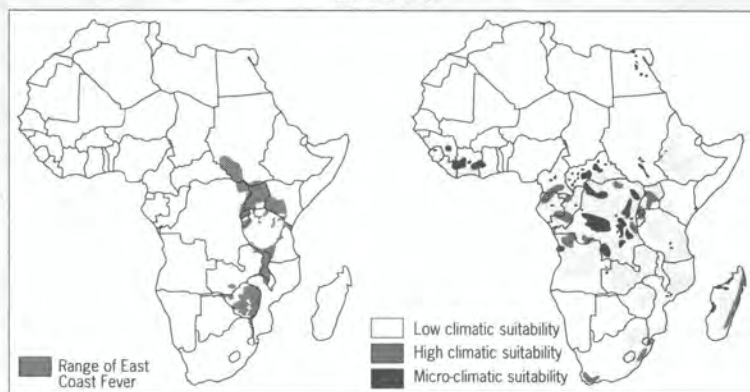 Range of East
Coast Fever
Low climatic suitability
High climatic suitability
Micro-climatic suitability